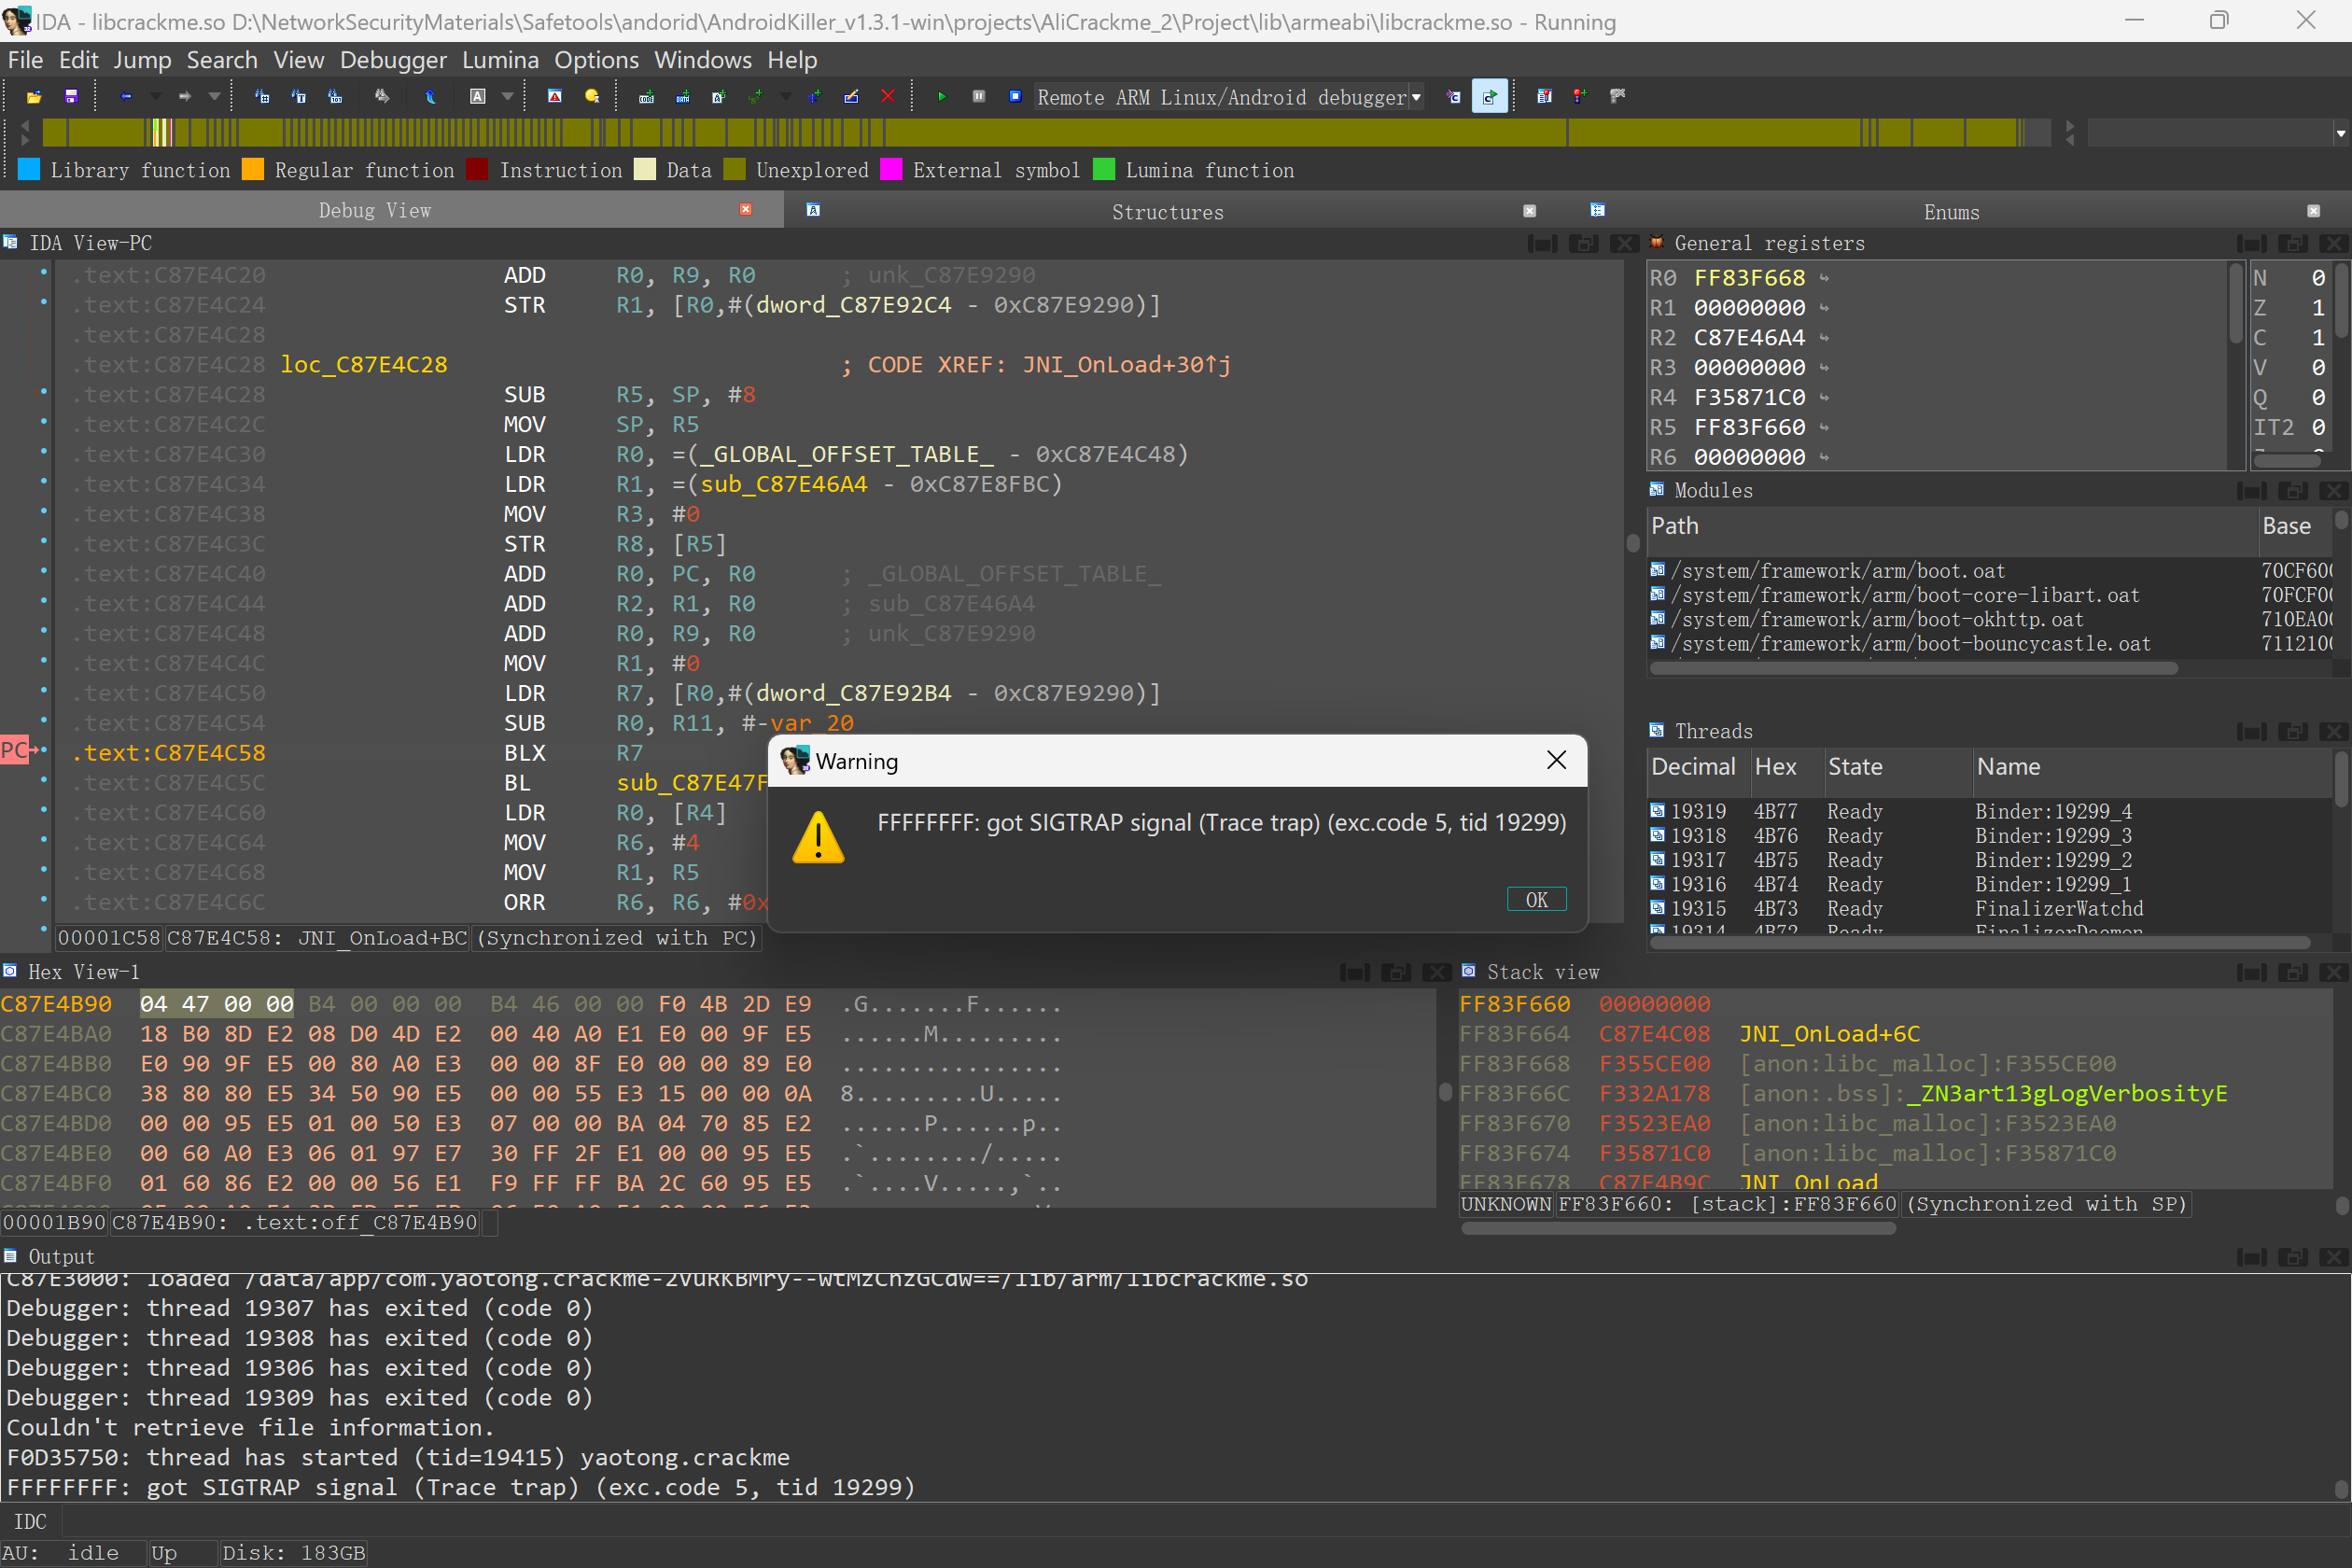 IDA - libcrackme.so D:\NetworkSecurityMaterials\Safetools\andorid\AndroidKiller_v1.3.1-win\projects\AliCrackme_2\Project\lib\armeabi\libcrackme.so - Running
File Edit Jump Search View Debugger Lumina Options Windows Help
Remote ARM Linux/Android debugger
Library function Regular function Instruction Data Unexplored External symbol Lumina function
Debug View Structures Enums
IDA View-PC
.text:C87E4C20 ADD R0, R9, R0 ; unk_C87E9290
.text:C87E4C24 STR R1, [R0,#(dword_C87E92C4 - 0xC87E9290)]
.text:C87E4C28
.text:C87E4C28 loc_C87E4C28 ; CODE XREF: JNI_OnLoad+30↑j
.text:C87E4C28 SUB R5, SP, #8
.text:C87E4C2C MOV SP, R5
.text:C87E4C30 LDR R0, =(_GLOBAL_OFFSET_TABLE_ - 0xC87E4C48)
.text:C87E4C34 LDR R1, =(sub_C87E46A4 - 0xC87E8FBC)
.text:C87E4C38 MOV R3, #0
.text:C87E4C3C STR R8, [R5]
.text:C87E4C40 ADD R0, PC, R0 ; _GLOBAL_OFFSET_TABLE_
.text:C87E4C44 ADD R2, R1, R0 ; sub_C87E46A4
.text:C87E4C48 ADD R0, R9, R0 ; unk_C87E9290
.text:C87E4C4C MOV R1, #0
.text:C87E4C50 LDR R7, [R0,#(dword_C87E92B4 - 0xC87E9290)]
.text:C87E4C54 SUB R0, R11, #-var_20
PC .text:C87E4C58 BLX R7
.text:C87E4C5C BL sub_C87E47F
.text:C87E4C60 LDR R0, [R4]
.text:C87E4C64 MOV R6, #4
.text:C87E4C68 MOV R1, R5
.text:C87E4C6C ORR R6, R6, #0x
00001C58 C87E4C58: JNI_OnLoad+BC (Synchronized with PC)
General registers
R0 FF83F668
R1 00000000
R2 C87E46A4
R3 00000000
R4 F35871C0
R5 FF83F660
R6 00000000
N 0
Z 1
C 1
V 0
Q 0
IT2 0
Modules
Path Base
/system/framework/arm/boot.oat 70CF60
/system/framework/arm/boot-core-libart.oat 70FCF0
/system/framework/arm/boot-okhttp.oat 710EA0
/system/framework/arm/boot-bouncycastle.oat 711210
Threads
Decimal Hex State Name
19319 4B77 Ready Binder:19299_4
19318 4B76 Ready Binder:19299_3
19317 4B75 Ready Binder:19299_2
19316 4B74 Ready Binder:19299_1
19315 4B73 Ready FinalizerWatchd
19314 4B72 Ready FinalizerDaemon
Warning
FFFFFFFF: got SIGTRAP signal (Trace trap) (exc.code 5, tid 19299)
OK
Hex View-1
C87E4B90 04 47 00 00 B4 00 00 00 B4 46 00 00 F0 4B 2D E9 .G.......F......
C87E4BA0 18 B0 8D E2 08 D0 4D E2 00 40 A0 E1 E0 00 9F E5 ......M.........
C87E4BB0 E0 90 9F E5 00 80 A0 E3 00 00 8F E0 00 00 89 E0 ................
C87E4BC0 38 80 80 E5 34 50 90 E5 00 00 55 E3 15 00 00 0A 8.........U.....
C87E4BD0 00 00 95 E5 01 00 50 E3 07 00 00 BA 04 70 85 E2 ......P......p..
C87E4BE0 00 60 A0 E3 06 01 97 E7 30 FF 2F E1 00 00 95 E5 .`......../.....
C87E4BF0 01 60 86 E2 00 00 56 E1 F9 FF FF BA 2C 60 95 E5 .`....V.....,`..
00001B90 C87E4B90: .text:off_C87E4B90
Stack view
FF83F660 00000000
FF83F664 C87E4C08 JNI_OnLoad+6C
FF83F668 F355CE00 [anon:libc_malloc]:F355CE00
FF83F66C F332A178 [anon:.bss]:_ZN3art13gLogVerbosityE
FF83F670 F3523EA0 [anon:libc_malloc]:F3523EA0
FF83F674 F35871C0 [anon:libc_malloc]:F35871C0
FF83F678 C87E4B9C JNI_OnLoad
UNKNOWN FF83F660: [stack]:FF83F660 (Synchronized with SP)
Output
C87E3000: loaded /data/app/com.yaotong.crackme-2VuRKBMry--wtMzCnzGCdw==/lib/arm/libcrackme.so
Debugger: thread 19307 has exited (code 0)
Debugger: thread 19308 has exited (code 0)
Debugger: thread 19306 has exited (code 0)
Debugger: thread 19309 has exited (code 0)
Couldn't retrieve file information.
F0D35750: thread has started (tid=19415) yaotong.crackme
FFFFFFFF: got SIGTRAP signal (Trace trap) (exc.code 5, tid 19299)
IDC
AU: idle Up Disk: 183GB